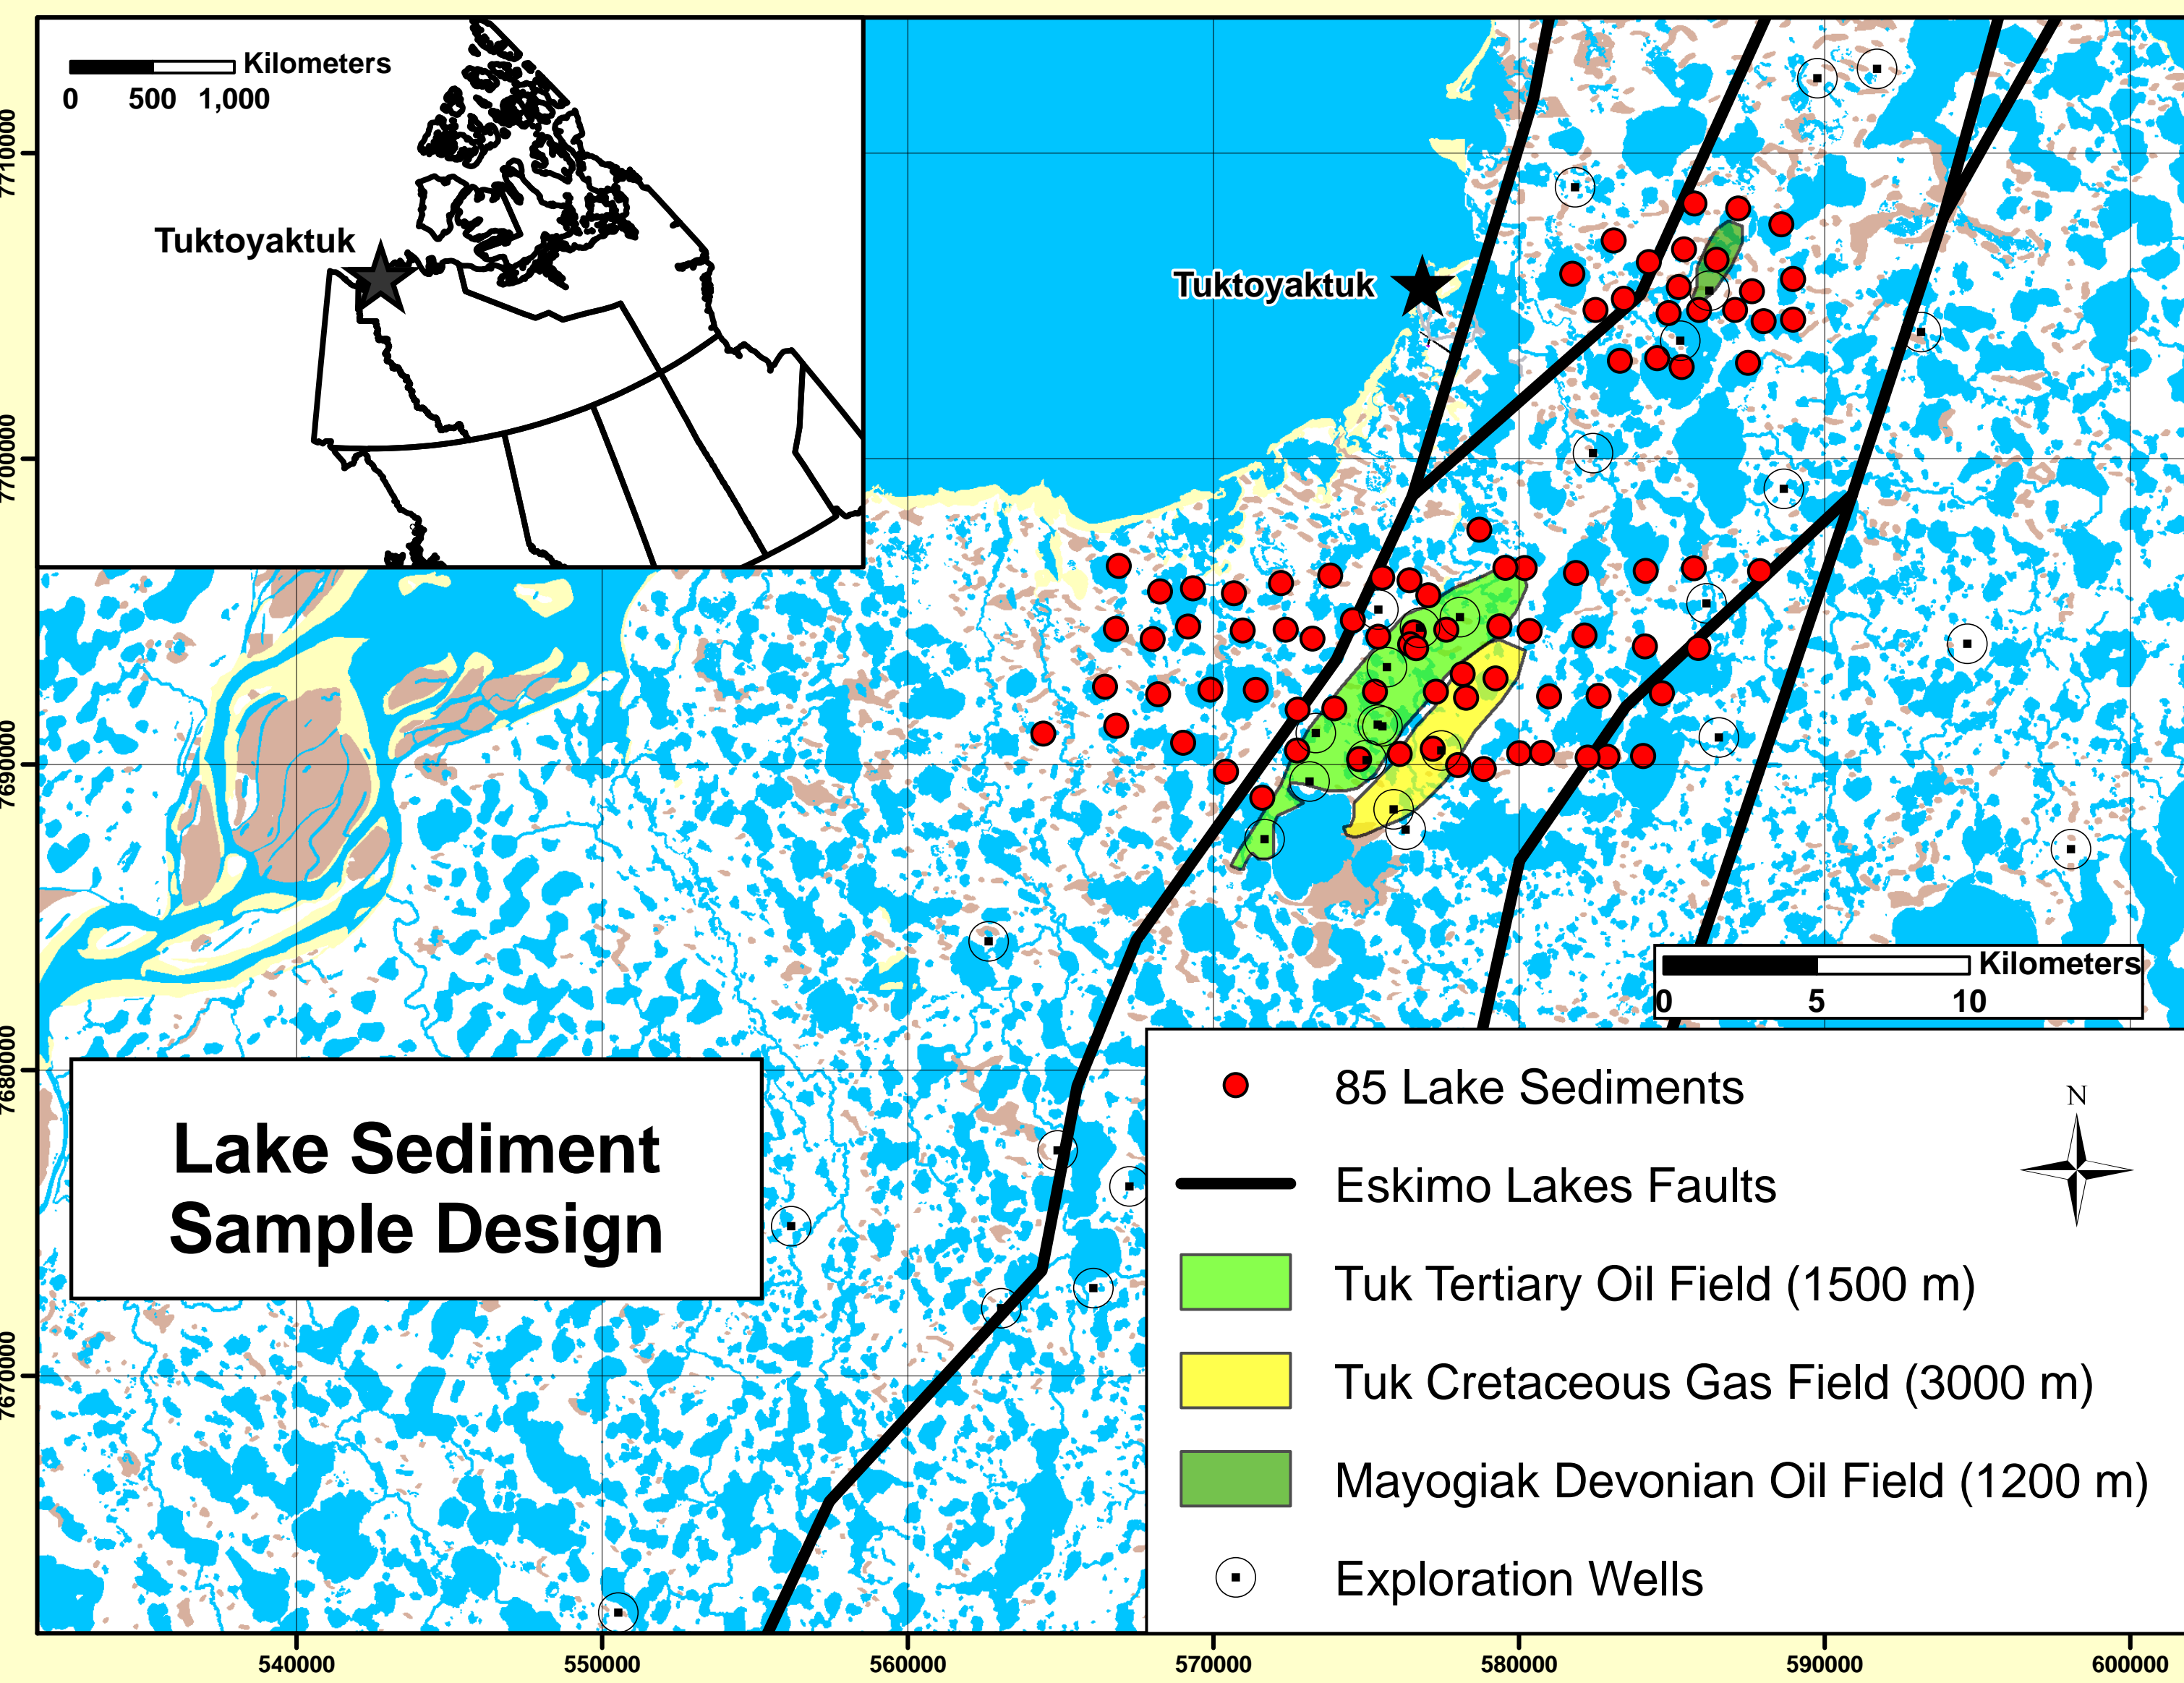 Kilometers
0 500 1,000
Tuktoyaktuk
Tuktoyaktuk
7710000
7700000
7690000
7680000
7670000
Kilometers
0 5 10
Lake Sediment
Sample Design
85 Lake Sediments
N
Eskimo Lakes Faults
Tuk Tertiary Oil Field (1500 m)
Tuk Cretaceous Gas Field (3000 m)
Mayogiak Devonian Oil Field (1200 m)
Exploration Wells
540000 550000 560000 570000 580000 590000 600000